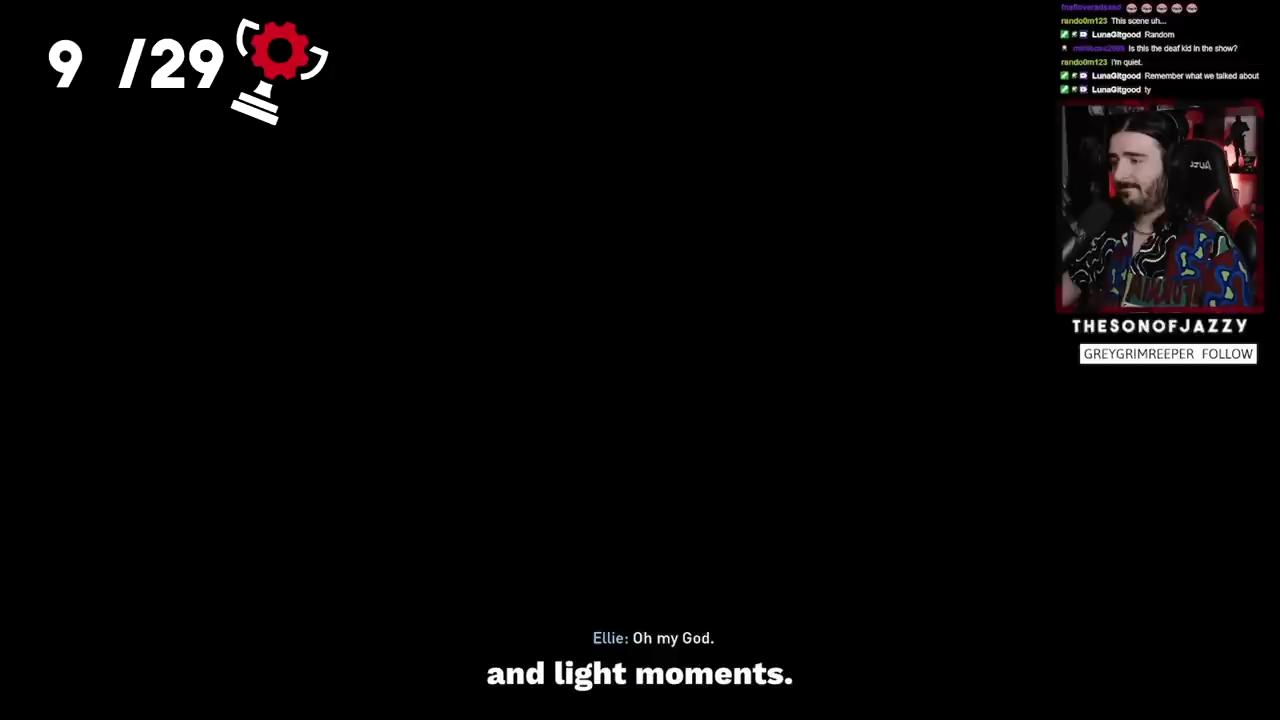 9 /29
rando0m123 This scene uh...
LunaGitgood Random
Is this the deaf kid in the show?
rando0m123 I'm quiet.
LunaGitgood Remember what we talked about
LunaGitgood ty
THESONOFJAZZY
GREYGRIMREEPER FOLLOW
Ellie: Oh my God.
and light moments.